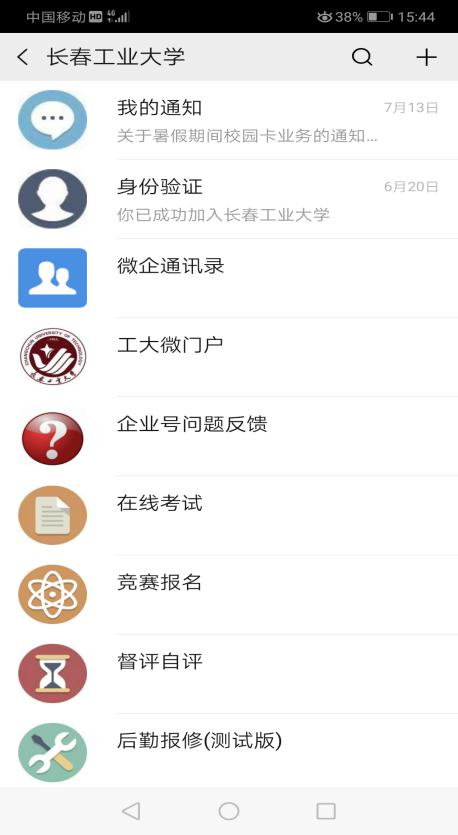 中国移动 HD 4G 38% 15:44
长春工业大学
我的通知 7月13日
关于暑假期间校园卡业务的通知...
身份验证 6月20日
你已成功加入长春工业大学
微企通讯录
工大微门户
企业号问题反馈
在线考试
竞赛报名
督评自评
后勤报修(测试版)